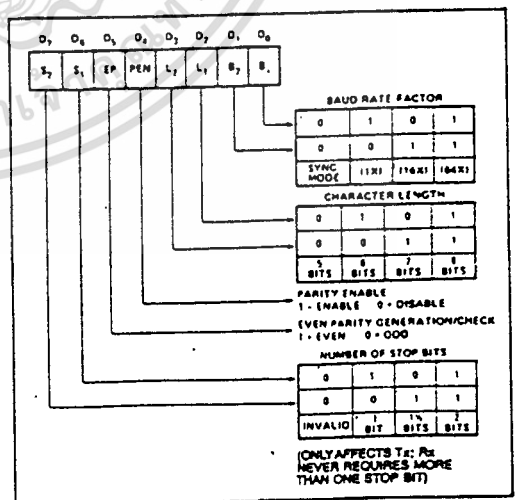 D7 D6 D5 D4 D3 D2 D1 D0
S2 S1 EP PEN L2 L1 B2 B1
BAUD RATE FACTOR
0 1 0 1
0 0 1 1
SYNC MODE (1X) (16X) (64X)
CHARACTER LENGTH
0 1 0 1
0 0 1 1
5 BITS 6 BITS 7 BITS 8 BITS
PARITY ENABLE
1 - ENABLE 0 - DISABLE
EVEN PARITY GENERATION/CHECK
1 - EVEN 0 - ODD
NUMBER OF STOP BITS
0 1 0 1
0 0 1 1
INVALID 1 BIT 1½ BITS 2 BITS
(ONLY AFFECTS Tx; Rx
NEVER REQUIRES MORE
THAN ONE STOP BIT)